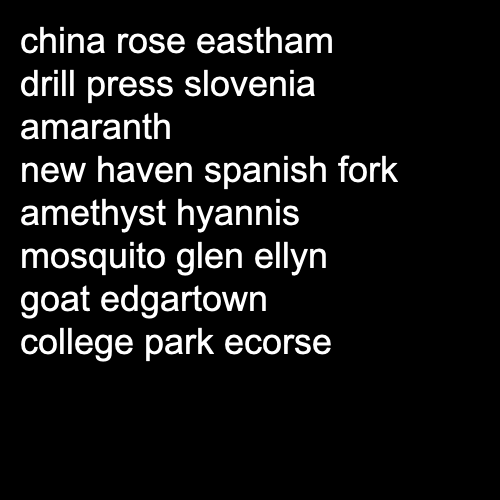 china rose eastham
drill press slovenia
amaranth
new haven spanish fork
amethyst hyannis
mosquito glen ellyn
goat edgartown
college park ecorse